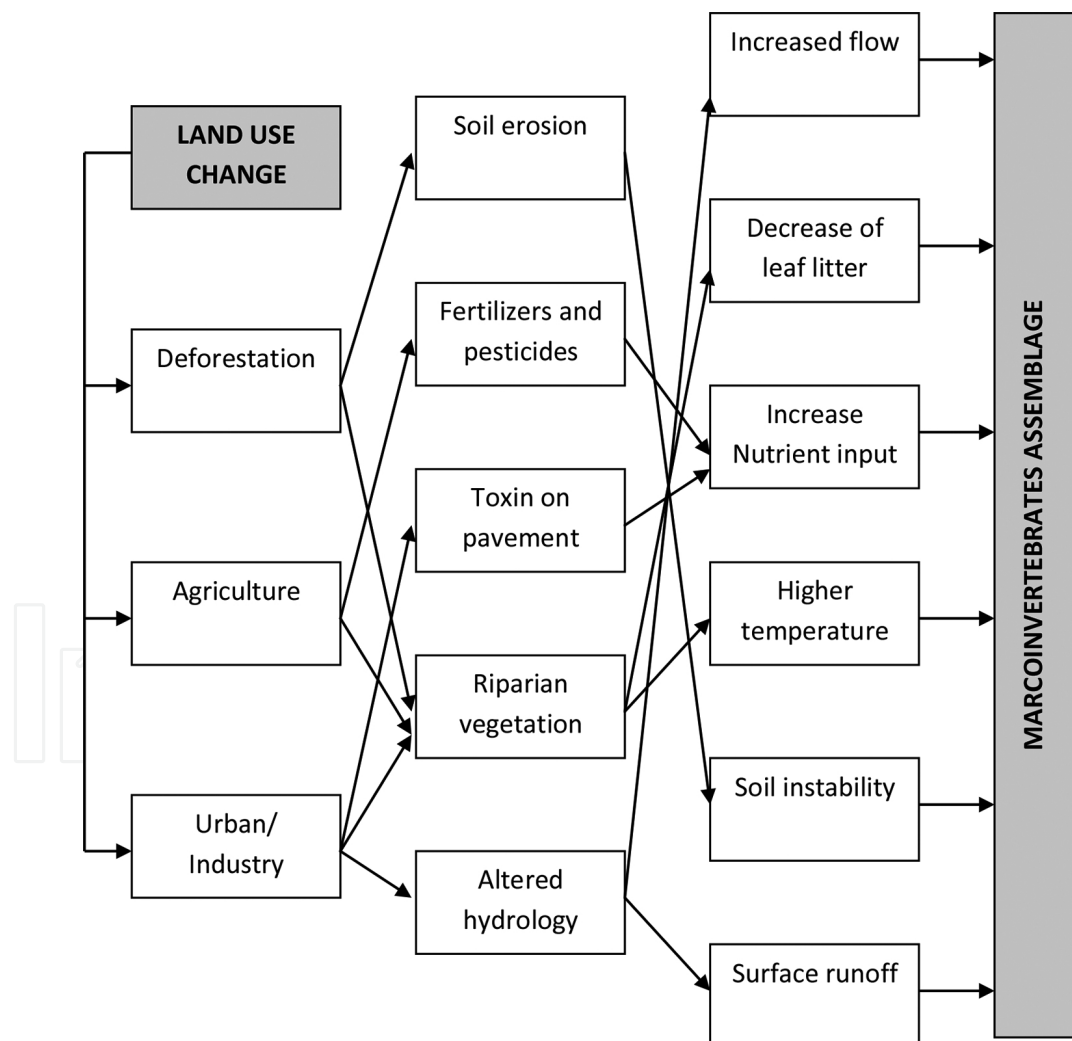 LAND USE
CHANGE
Deforestation
Agriculture
Urban/
Industry
Soil erosion
Fertilizers and
pesticides
Toxin on
pavement
Riparian
vegetation
Altered
hydrology
Increased flow
Decrease of
leaf litter
Increase
Nutrient input
Higher
temperature
Soil instability
Surface runoff
MARCOINVERTEBRATES ASSEMBLAGE